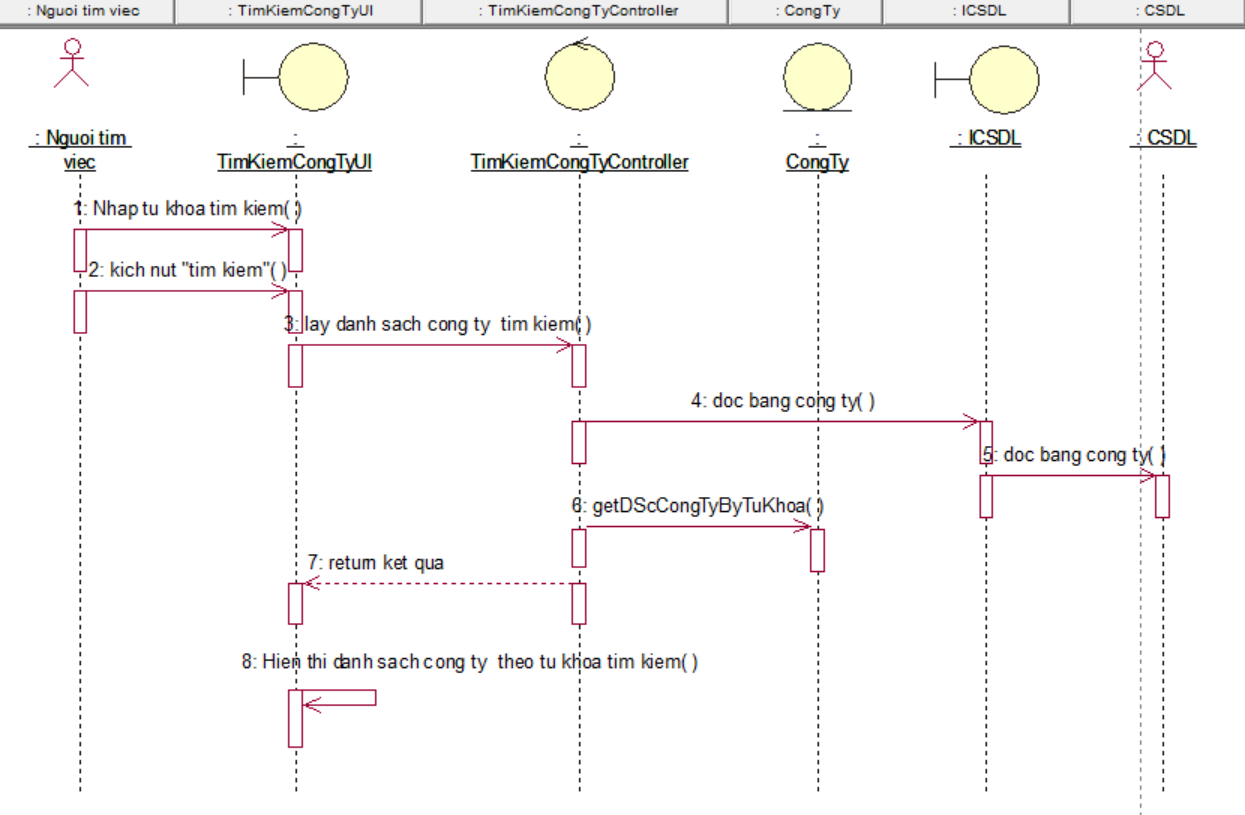 : Nguoi tim viec
: TimKiemCongTyUI
: TimKiemCongTyController
: CongTy
: ICSDL
: CSDL
: Nguoi tim
viec
:
TimKiemCongTyUI
:
TimKiemCongTyController
:
CongTy
: ICSDL
: CSDL
1: Nhap tu khoa tim kiem( )
2: kich nut "tim kiem"( )
3: lay danh sach cong ty tim kiem( )
4: doc bang cong ty( )
5: doc bang cong ty( )
6: getDScCongTyByTuKhoa( )
7: return ket qua
8: Hien thi danh sach cong ty theo tu khoa tim kiem( )